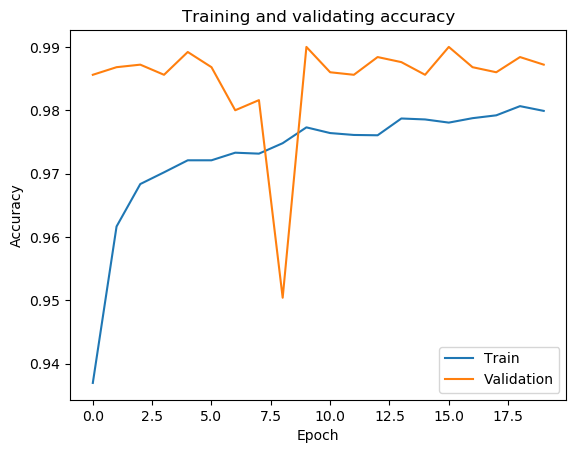 Training and validating accuracy
Accuracy
0.99
0.98
0.97
0.96
0.95
0.94
Train
Validation
0.0 2.5 5.0 7.5 10.0 12.5 15.0 17.5
Epoch